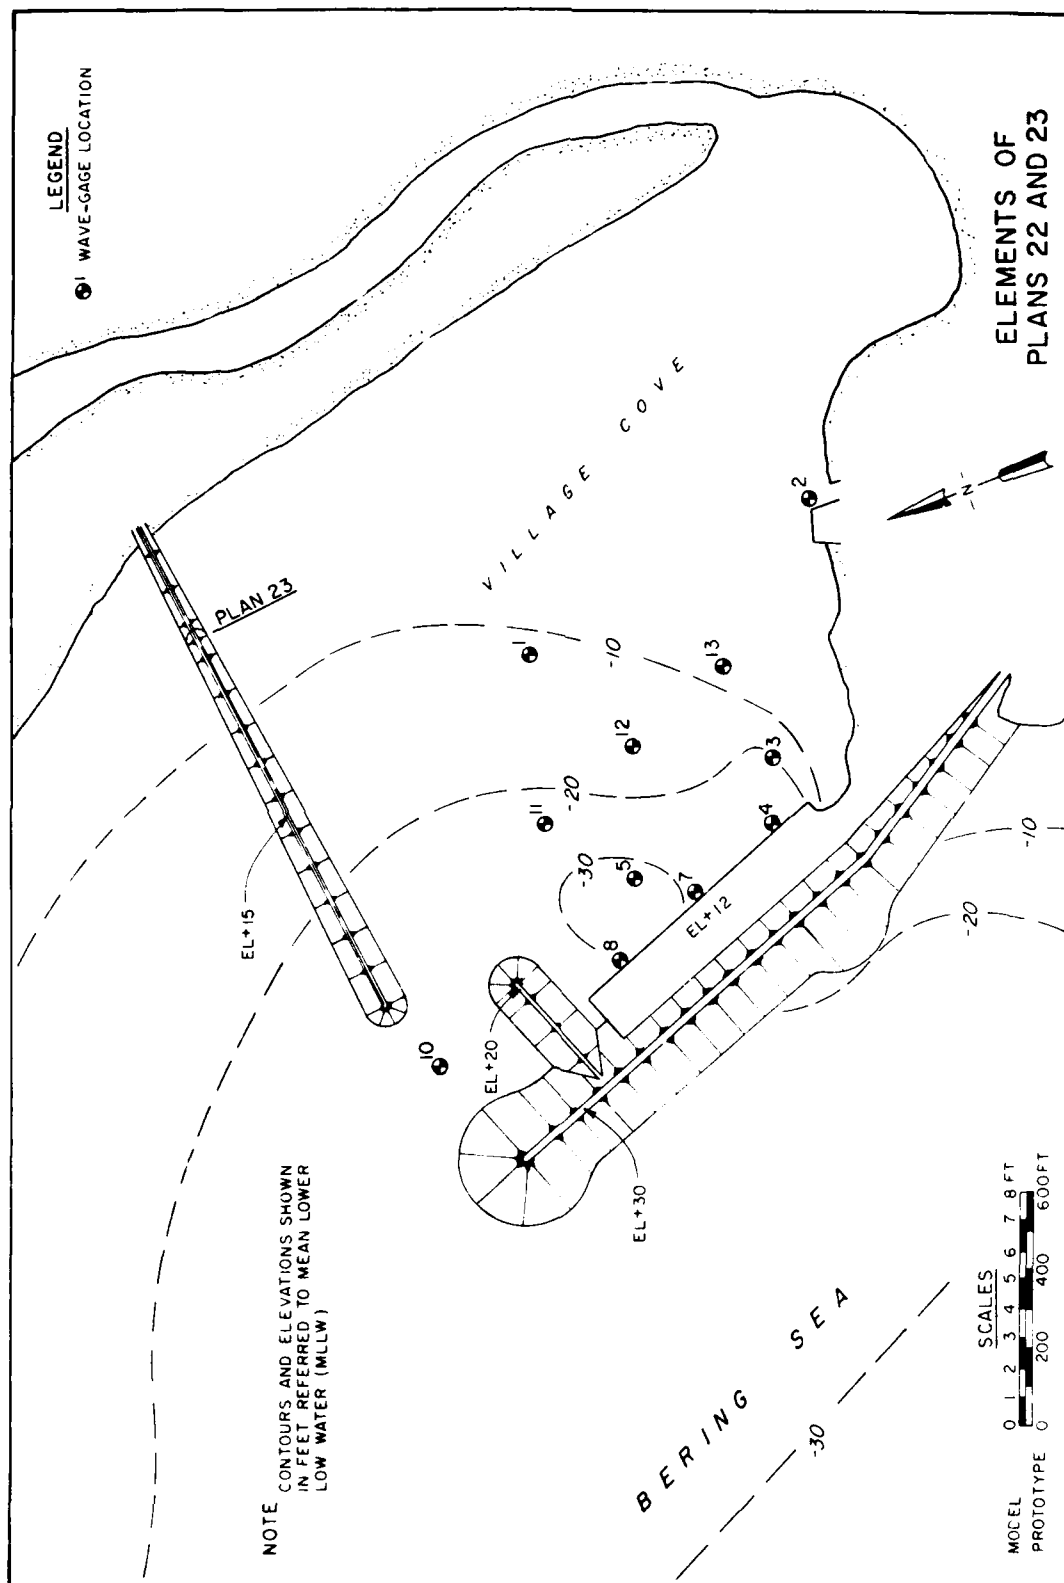 LEGEND
1 WAVE-GAGE LOCATION
PLAN 23
EL+15
VILLAGE COVE
1
-10
13
2
N
12
3
-20
11
4
5
-30
7
EL+12
8
10
EL+20
EL+30
-10
-20
NOTE CONTOURS AND ELEVATIONS SHOWN
IN FEET REFERRED TO MEAN LOWER
LOW WATER (MLLW)
BERING SEA
-30
SCALES
MODEL 0 1 2 3 4 5 6 7 8 FT
PROTOTYPE 0 200 400 600FT
ELEMENTS OF
PLANS 22 AND 23